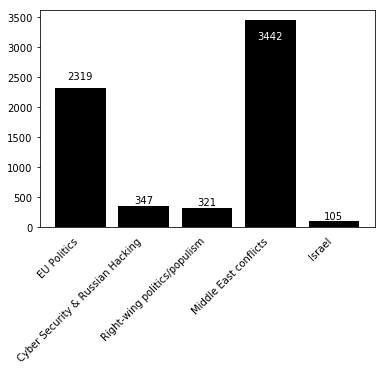 3500
3000
2500
2000
1500
1000
500
0
2319
347
321
3442
105
EU Politics
Cyber Security & Russian Hacking
Right-wing politics/populism
Middle East conflicts
Israel